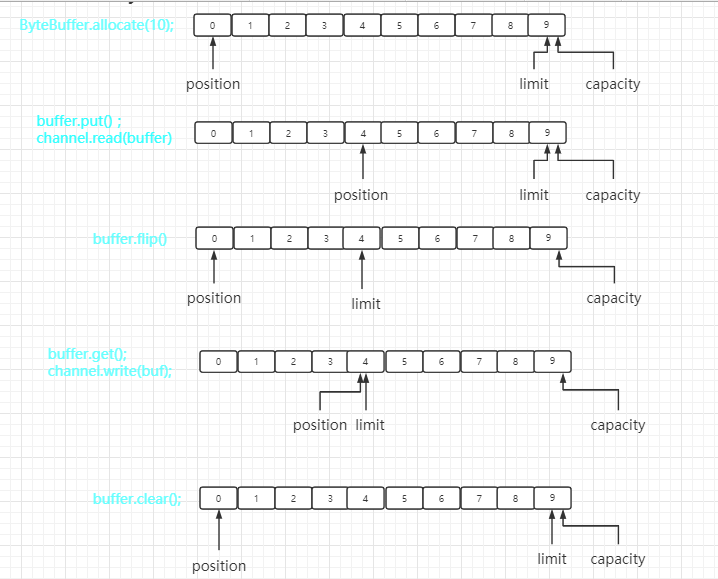 ByteBuffer.allocate(10);
0 1 2 3 4 5 6 7 8 9
position limit capacity
buffer.put() ;
channel.read(buffer)
0 1 2 3 4 5 6 7 8 9
position limit capacity
buffer.flip()
0 1 2 3 4 5 6 7 8 9
position limit capacity
buffer.get();
channel.write(buf);
0 1 2 3 4 5 6 7 8 9
position limit capacity
buffer.clear();
0 1 2 3 4 5 6 7 8 9
position limit capacity